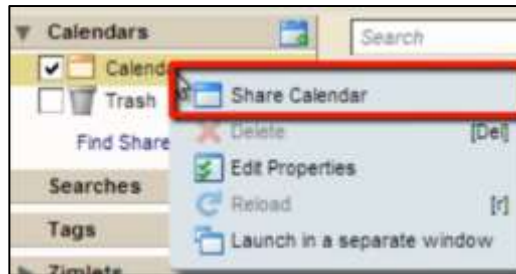 Calendars
Search
Calend
Share Calendar
Trash
Delete [Del]
Find Share
Edit Properties
Searches
Reload [r]
Tags
Launch in a separate window
Zimlets